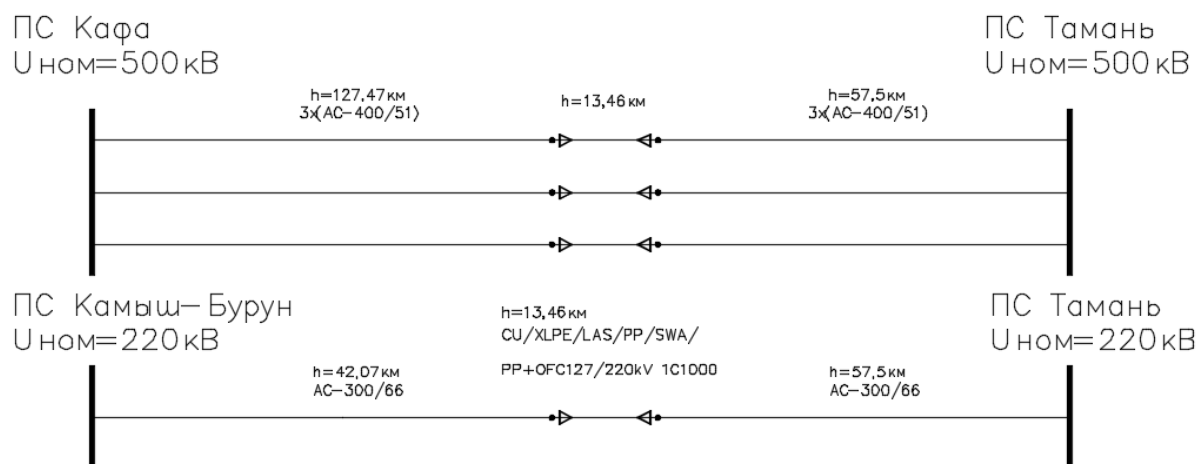 ПС Кафа
Uном=500кВ
ПС Тамань
Uном=500кВ
h=127,47км
3х(АС-400/51)
h=13,46км
h=57,5км
3х(АС-400/51)
ПС Камыш-Бурун
Uном=220кВ
h=13,46км
CU/XLPE/LAS/PP/SWA/
PP+OFC127/220kV 1C1000
ПС Тамань
Uном=220кВ
h=42,07км
АС-300/66
h=57,5км
АС-300/66